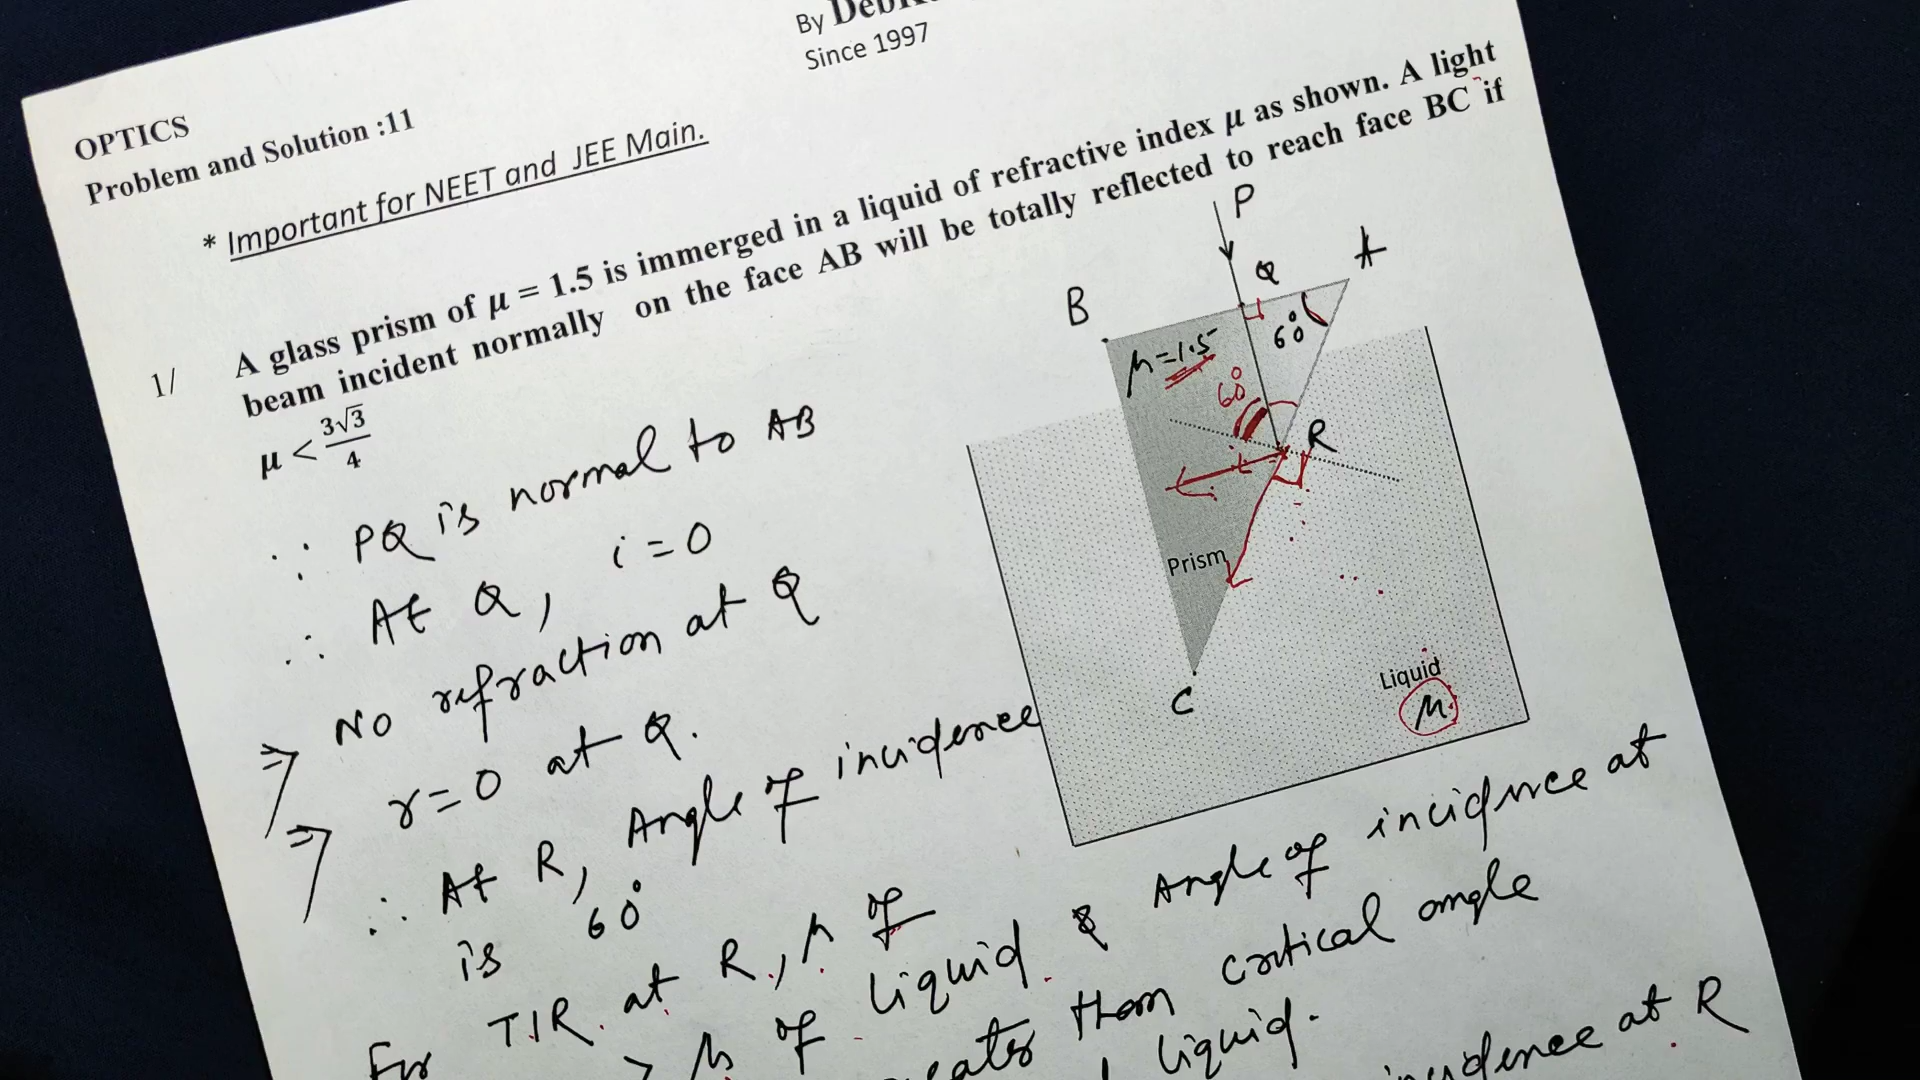 By
Since 1997
OPTICS
Problem and Solution :11
* Important for NEET and JEE Main.
1/ A glass prism of μ = 1.5 is immerged in a liquid of refractive index μ as shown. A light
beam incident normally on the face AB will be totally reflected to reach face BC if
μ < 3√3/4
P
Q
A
B
60°
μ=1.5
60°
R
i
Prism
C
Liquid
μ
∵ PQ is normal to AB
∴ At Q, i = 0
⇒ No refraction at Q
⇒ r = 0 at Q.
∴ At R, Angle of incidence
is 60°
For TIR at R, μ of
> μ of liquid & Angle of incidence at
than critical angle
liquid.
incidence at R